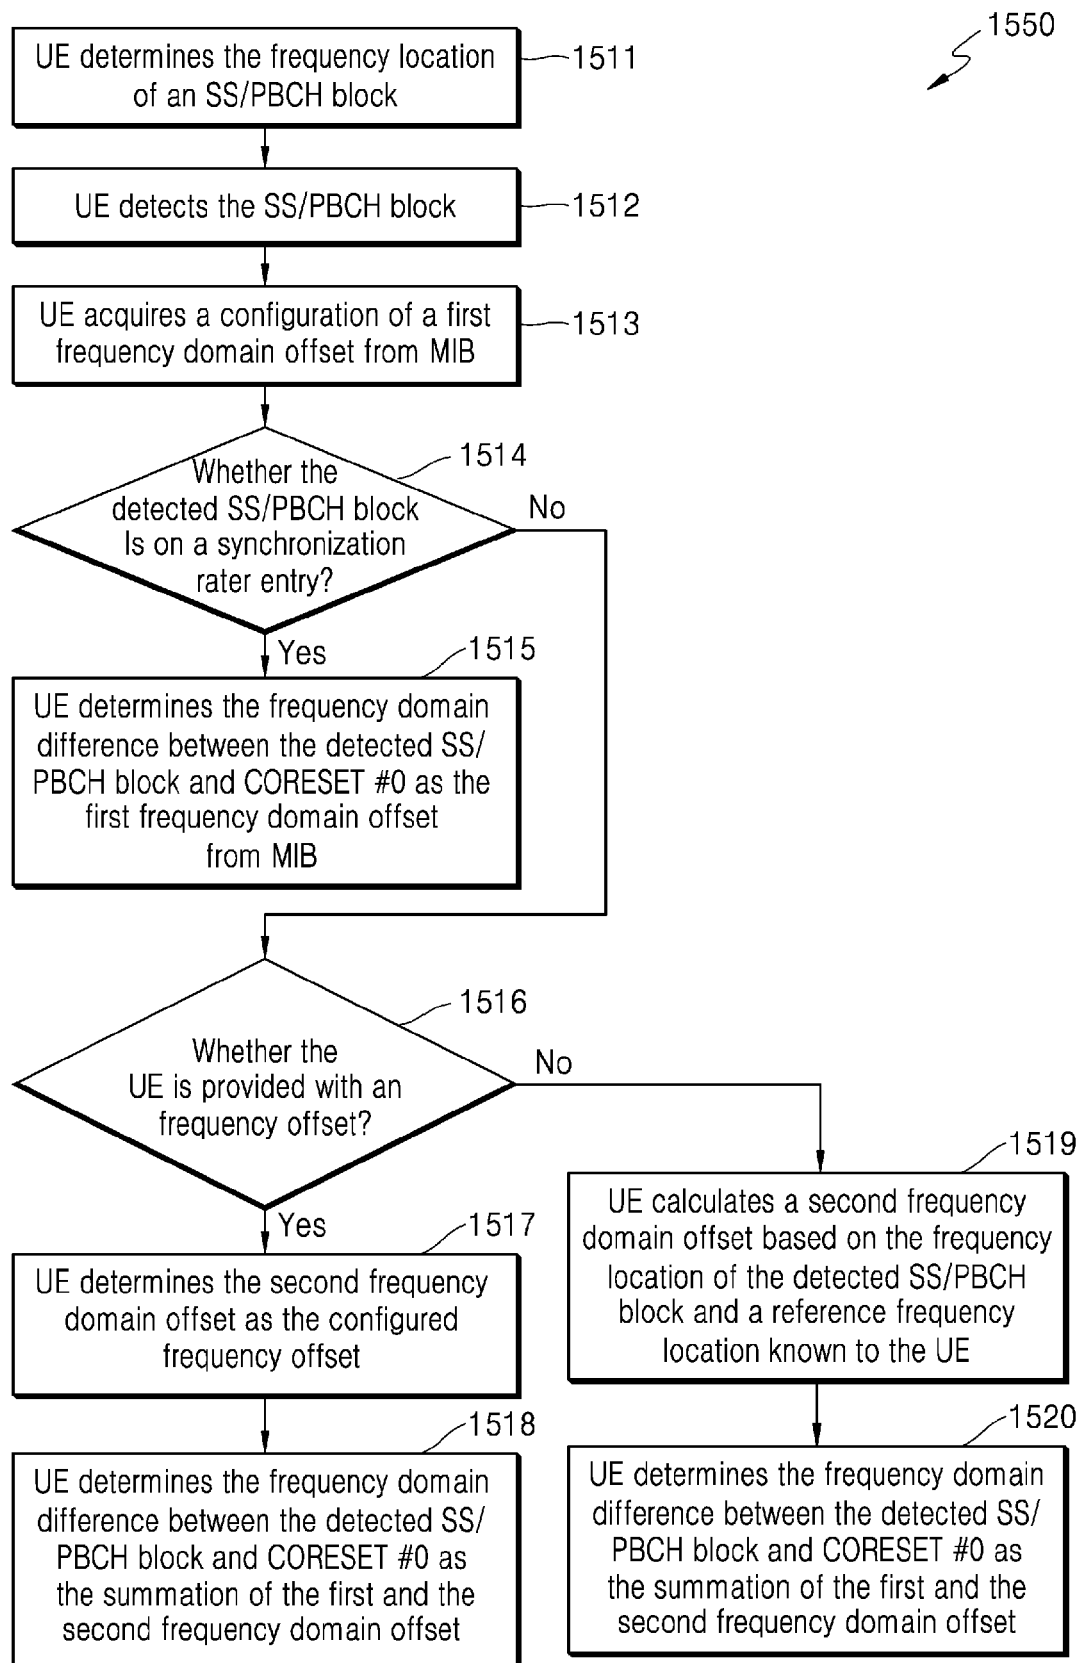 1550
UE determines the frequency location
of an SS/PBCH block
1511
UE detects the SS/PBCH block
1512
UE acquires a configuration of a first
frequency domain offset from MIB
1513
1514
Whether the
detected SS/PBCH block
Is on a synchronization
rater entry?
No
Yes
1515
UE determines the frequency domain
difference between the detected SS/
PBCH block and CORESET #0 as the
first frequency domain offset
from MIB
1516
Whether the
UE is provided with an
frequency offset?
No
Yes
1517
UE determines the second frequency
domain offset as the configured
frequency offset
1518
UE determines the frequency domain
difference between the detected SS/
PBCH block and CORESET #0 as
the summation of the first and the
second frequency domain offset
1519
UE calculates a second frequency
domain offset based on the frequency
location of the detected SS/PBCH
block and a reference frequency
location known to the UE
1520
UE determines the frequency domain
difference between the detected SS/
PBCH block and CORESET #0 as
the summation of the first and the
second frequency domain offset